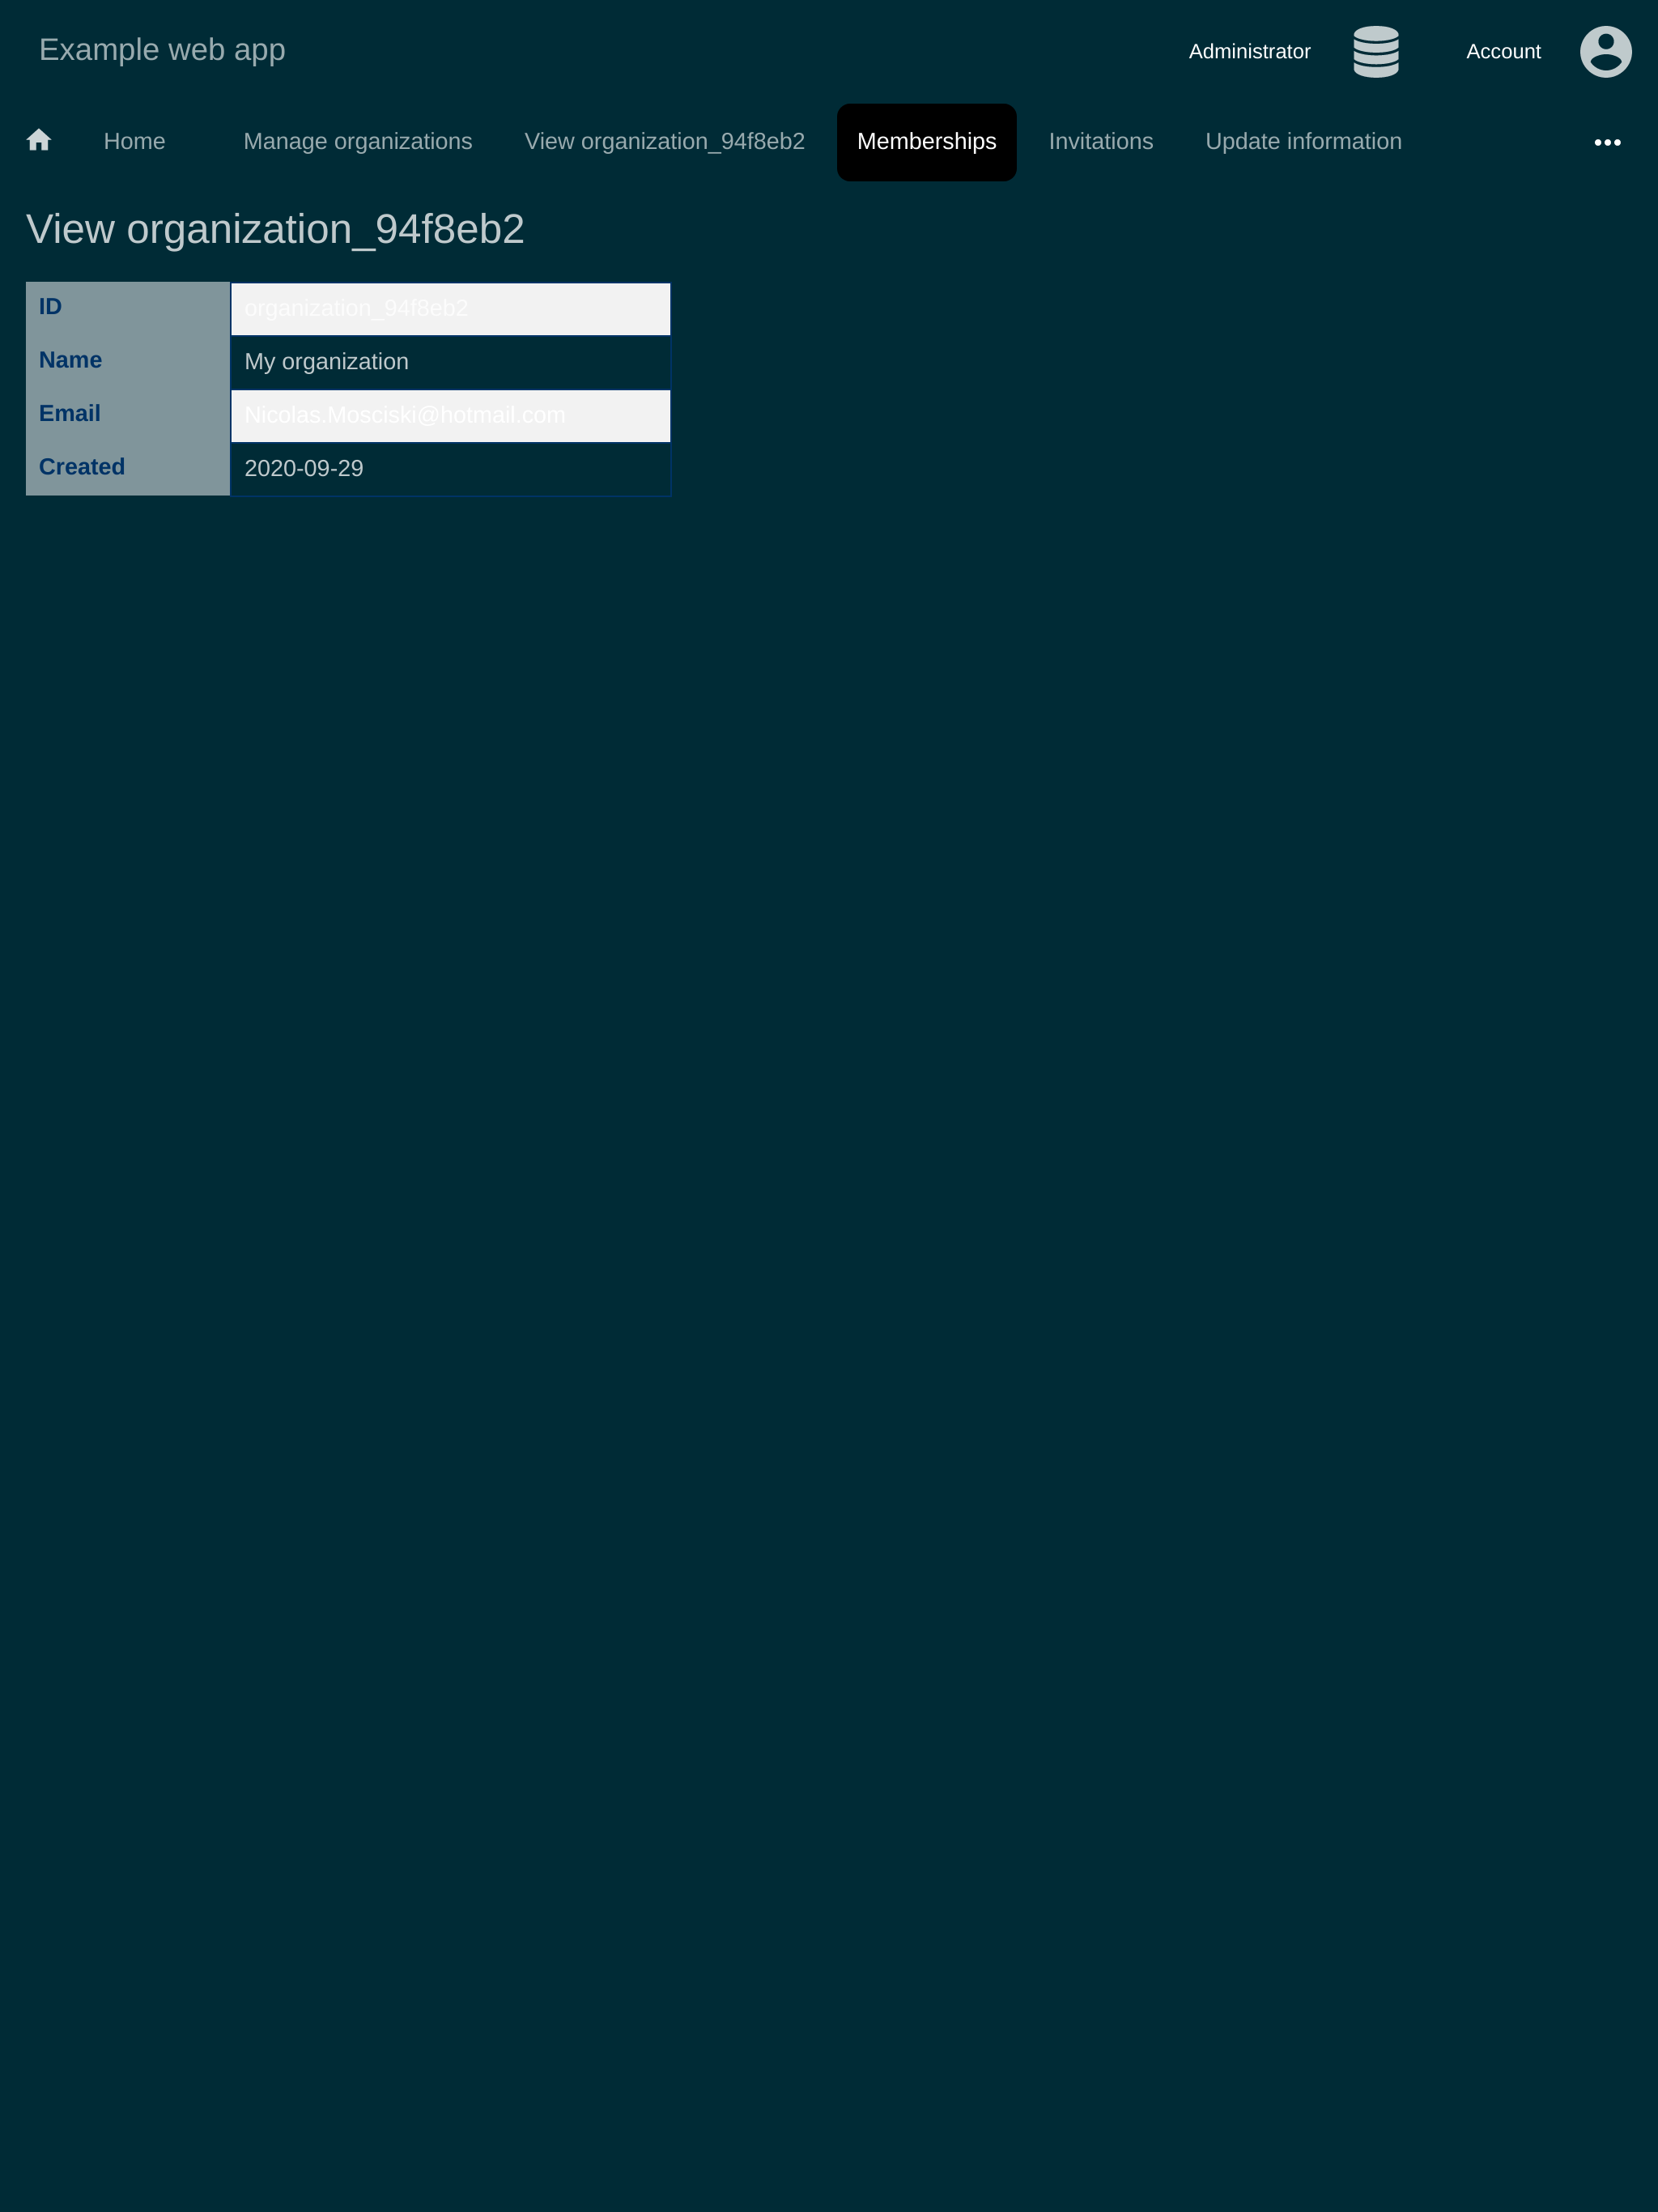 Example web app
Administrator
Account
Home
Manage organizations
View organization_94f8eb2
Memberships
Invitations
Update information
View organization_94f8eb2
ID
organization_94f8eb2
Name
My organization
Email
Nicolas.Mosciski@hotmail.com
Created
2020-09-29